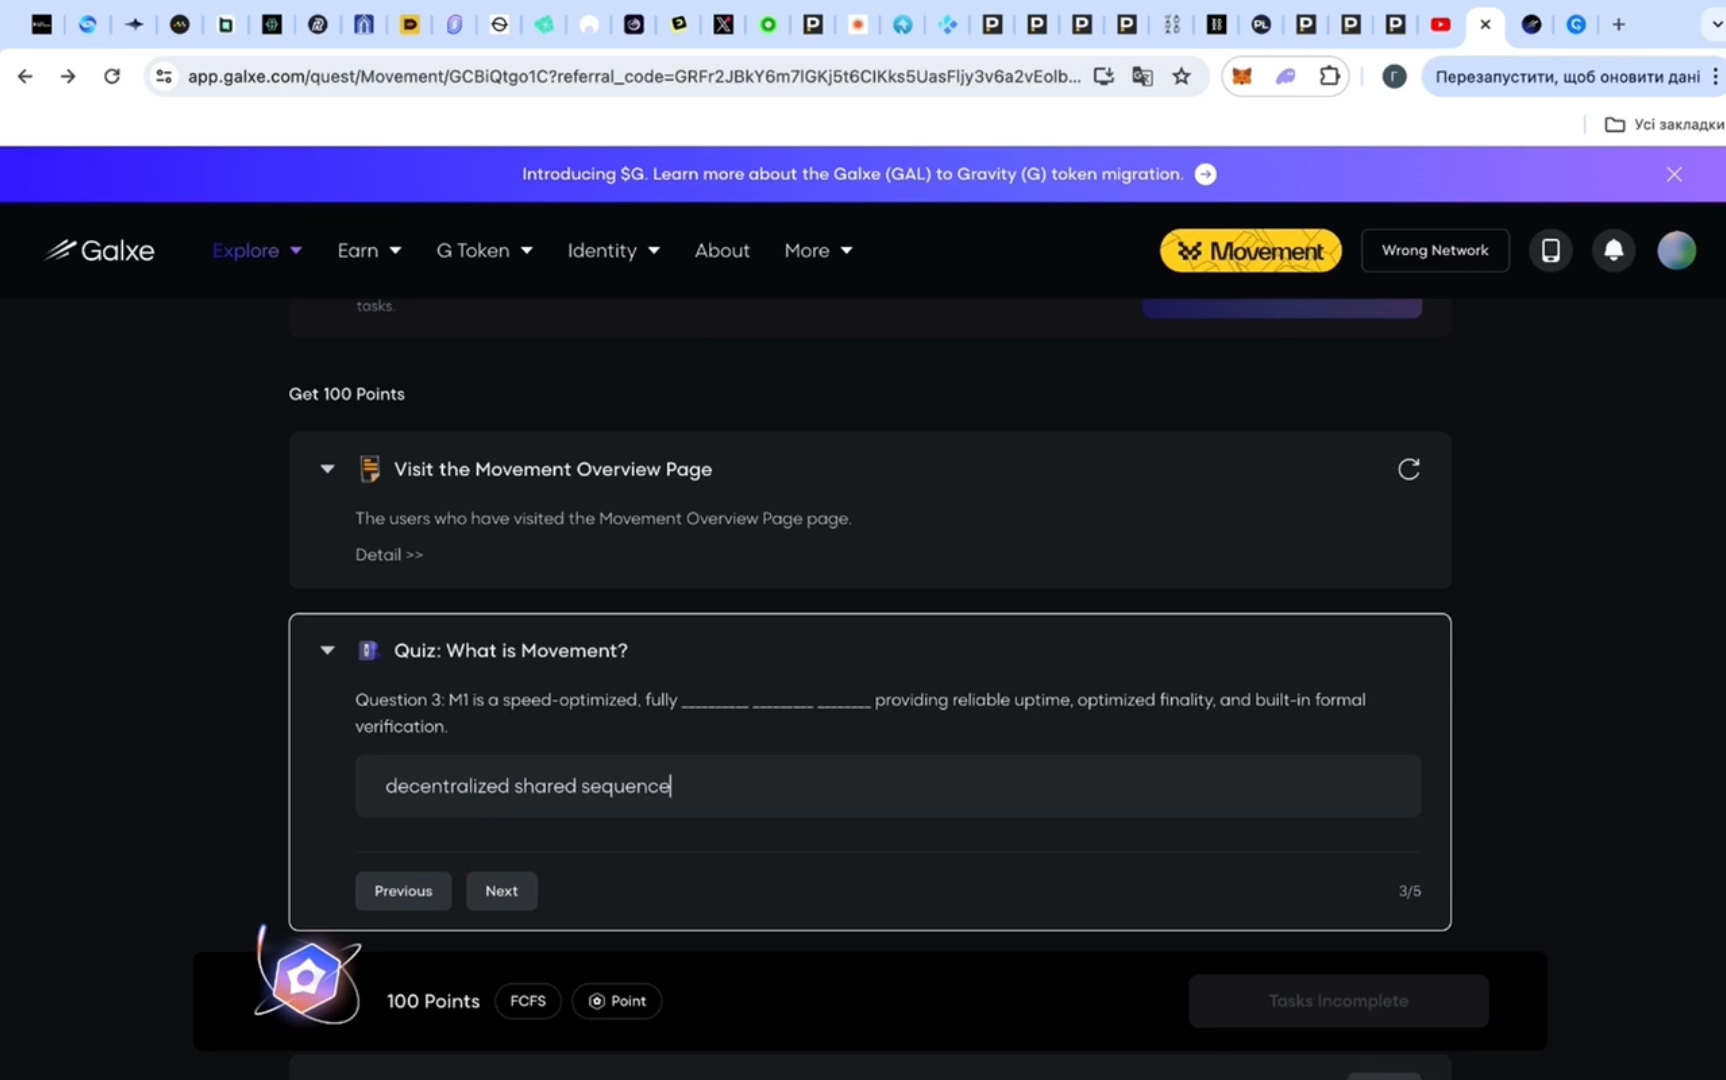 app.galxe.com/quest/Movement/GCBiQtgo1C?referral_code=GRFr2JBkY6m7lGKj5t6CIKks5UasFljy3v6a2vEolb...
Г
Перезапустити, щоб оновити дані
Усі закладки
Introducing $G. Learn more about the Galxe (GAL) to Gravity (G) token migration.
Galxe
Explore
Earn
G Token
Identity
About
More
Movement
Wrong Network
tasks.
Get 100 Points
Visit the Movement Overview Page
The users who have visited the Movement Overview Page page.
Detail >>
Quiz: What is Movement?
Question 3: M1 is a speed-optimized, fully __________ _________ ________ providing reliable uptime, optimized finality, and built-in formal
verification.
decentralized shared sequence
Previous
Next
3/5
100 Points
FCFS
Point
Tasks Incomplete